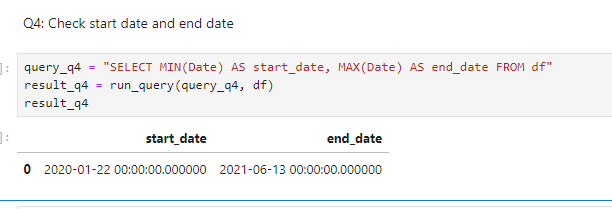 Q4: Check start date and end date
]: query_q4 = "SELECT MIN(Date) AS start_date, MAX(Date) AS end_date FROM df"
result_q4 = run_query(query_q4, df)
result_q4
]:
start_date end_date
0 2020-01-22 00:00:00.000000 2021-06-13 00:00:00.000000